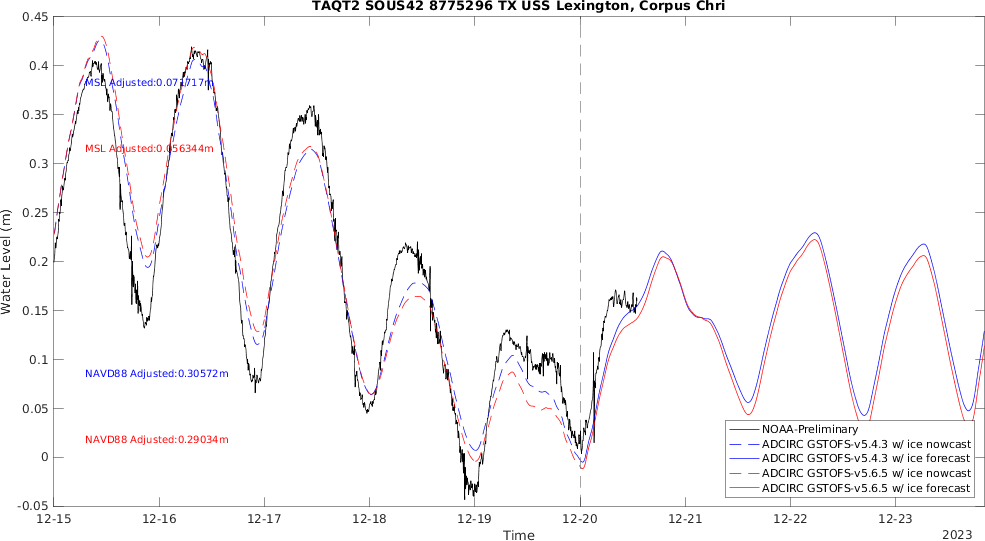 TAQT2 SOUS42 8775296 TX USS Lexington, Corpus Chri
0.45
0.4
0.35
0.3
0.25
0.2
0.15
0.1
0.05
0
-0.05
Water Level (m)
MSL Adjusted:0.071717m
MSL Adjusted:0.056344m
NAVD88 Adjusted:0.30572m
NAVD88 Adjusted:0.29034m
NOAA-Preliminary
ADCIRC GSTOFS-v5.4.3 w/ ice nowcast
ADCIRC GSTOFS-v5.4.3 w/ ice forecast
ADCIRC GSTOFS-v5.6.5 w/ ice nowcast
ADCIRC GSTOFS-v5.6.5 w/ ice forecast
12-15 12-16 12-17 12-18 12-19 12-20 12-21 12-22 12-23
Time
2023